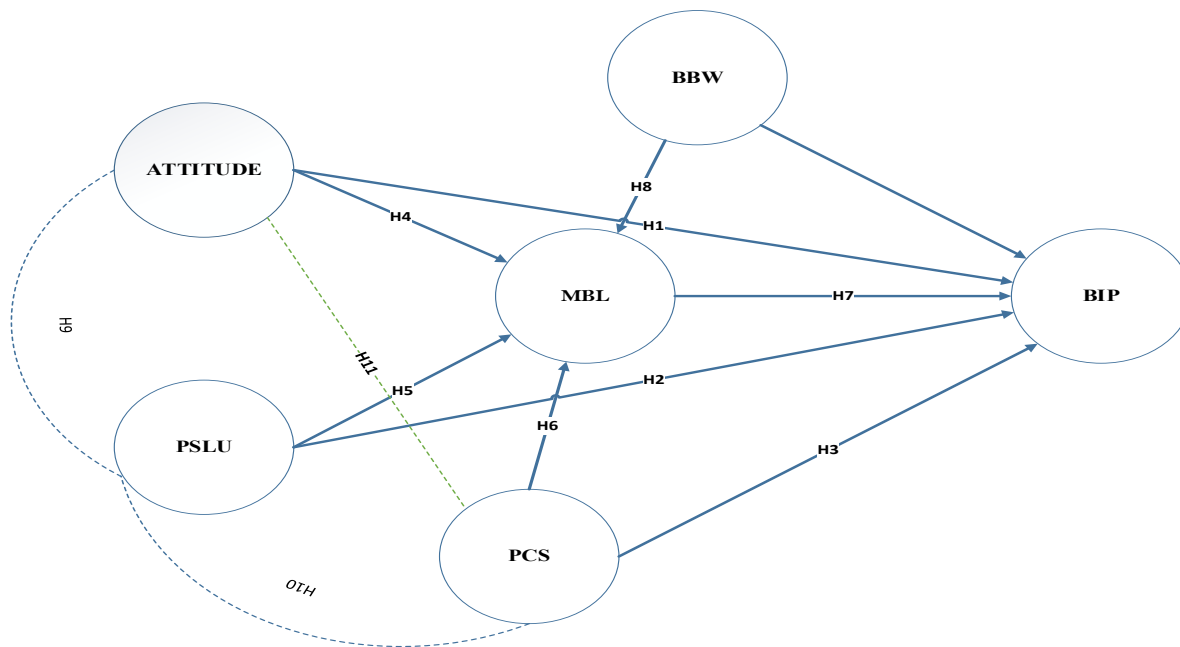 BBW
ATTITUDE
H8
H4
H1
MBL
H7
BIP
H9
H11
H5
H2
PSLU
H6
H3
PCS
H10